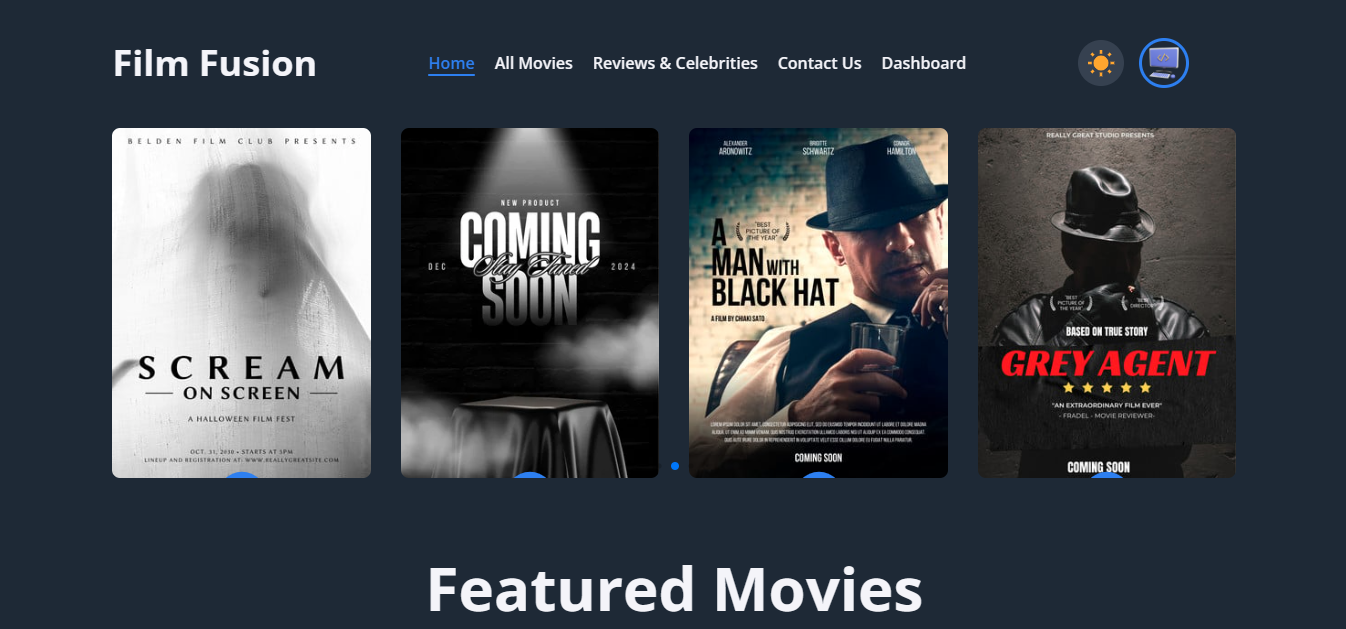 Film Fusion
Home All Movies Reviews & Celebrities Contact Us Dashboard
BELDEN FILM CLUB PRESENTS
SCREAM
ON SCREEN
A HALLOWEEN FILM FEST
OCT. 31, 2030 • STARTS AT 5PM
LINEUP AND REGISTRATION AT: WWW.REALLYGREATSITE.COM
NEW PRODUCT
COMING
DEC Stay Tuned 2024
SOON
ALEXANDER
ARONOWITZ
BRIGITTE
SCHWARTZ
CONNOR
HAMILTON
"BEST
PICTURE OF
THE YEAR"
A
MAN WITH
BLACK HAT
A FILM BY CHIAKI SATO
COMING SOON
REALLY GREAT STUDIO PRESENTS
"BEST
PICTURE OF
THE YEAR"
"BEST
DIRECTOR"
BASED ON TRUE STORY
GREY AGENT
"AN EXTRAORDINARY FILM EVER"
- FRADEL - MOVIE REVIEWER-
COMING SOON
Featured Movies